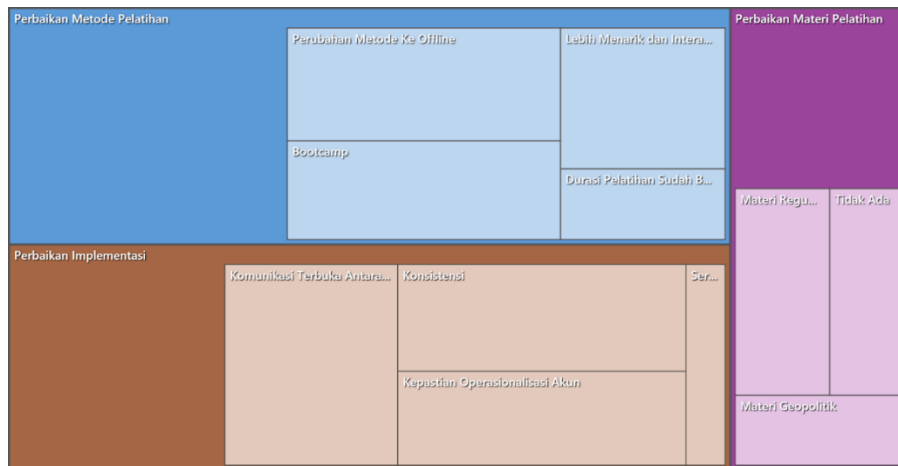 Perbaikan Metode Pelatihan
Perubahan Metode Ke Offline
Lebih Menarik dan Intera...
Bootcamp
Durasi Pelatihan Sudah B...
Perbaikan Implementasi
Komunikasi Terbuka Antara...
Konsistensi
Ser...
Kepastian Operasionalisasi Akun
Perbaikan Materi Pelatihan
Materi Regu...
Tidak Ada
Materi Geopolitik